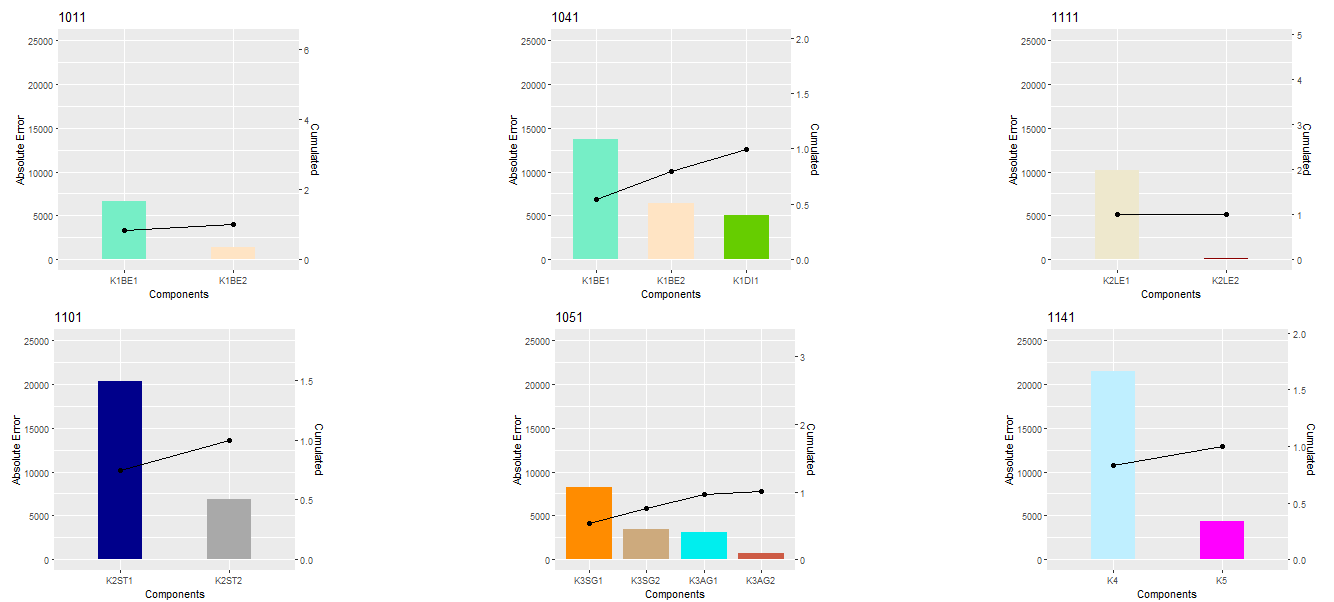 1011
25000
20000
15000
10000
5000
0
Absolute Error
6
4
2
0
Cumulated
K1BE1 K1BE2
Components
1041
25000
20000
15000
10000
5000
0
Absolute Error
2.0
1.5
1.0
0.5
0.0
Cumulated
K1BE1 K1BE2 K1DI1
Components
1111
25000
20000
15000
10000
5000
0
Absolute Error
5
4
3
2
1
0
Cumulated
K2LE1 K2LE2
Components
1101
25000
20000
15000
10000
5000
0
Absolute Error
1.5
1.0
0.5
0.0
Cumulated
K2ST1 K2ST2
Components
1051
25000
20000
15000
10000
5000
0
Absolute Error
3
2
1
0
Cumulated
K3SG1 K3SG2 K3AG1 K3AG2
Components
1141
25000
20000
15000
10000
5000
0
Absolute Error
2.0
1.5
1.0
0.5
0.0
Cumulated
K4 K5
Components